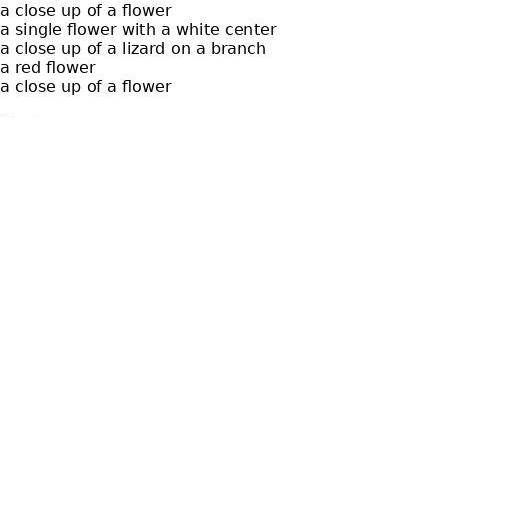 a close up of a flower
a single flower with a white center
a close up of a lizard on a branch
a red flower
a close up of a flower